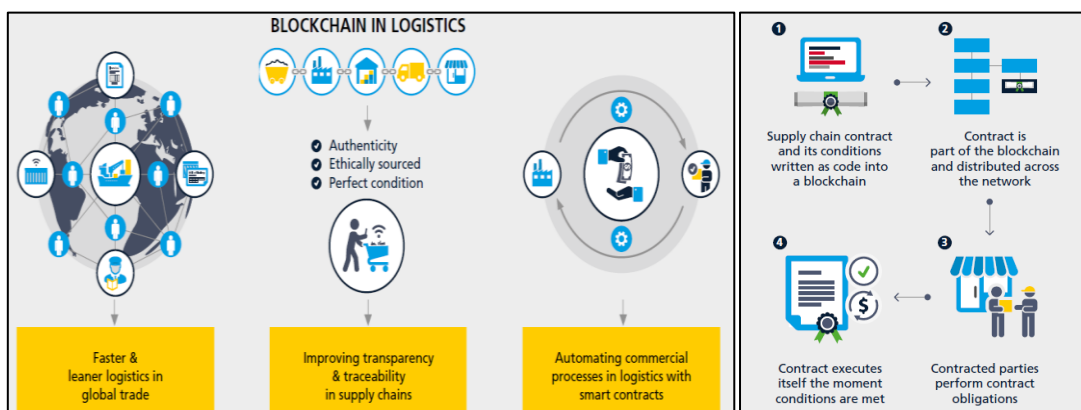 BLOCKCHAIN IN LOGISTICS
Authenticity
Ethically sourced
Perfect condition
Faster &
leaner logistics in
global trade
Improving transparency
& traceability
in supply chains
Automating commercial
processes in logistics with
smart contracts
1
Supply chain contract
and its conditions
written as code into
a blockchain
2
Contract is
part of the blockchain
and distributed across
the network
3
Contracted parties
perform contract
obligations
4
$
Contract executes
itself the moment
conditions are met